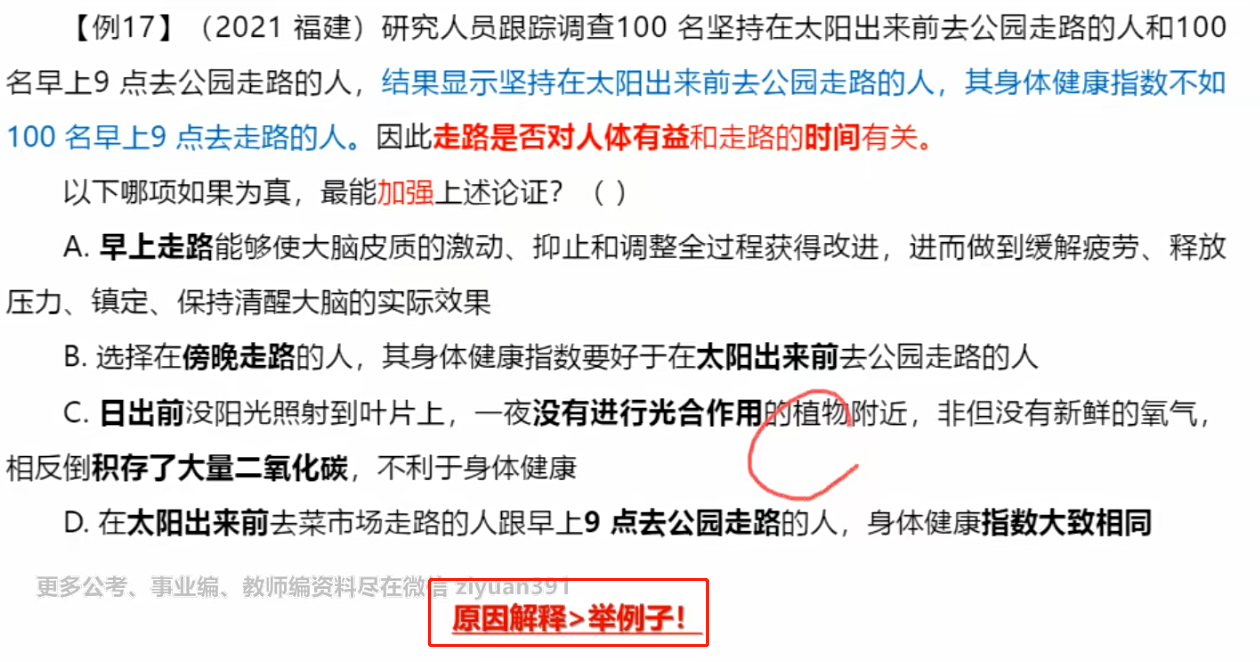 【例17】（2021 福建）研究人员跟踪调查100 名坚持在太阳出来前去公园走路的人和100
名早上9 点去公园走路的人，结果显示坚持在太阳出来前去公园走路的人，其身体健康指数不如
100 名早上9 点去走路的人。因此走路是否对人体有益和走路的时间有关。
以下哪项如果为真，最能加强上述论证？（ ）
A. 早上走路能够使大脑皮质的激动、抑止和调整全过程获得改进，进而做到缓解疲劳、释放
压力、镇定、保持清醒大脑的实际效果
B. 选择在傍晚走路的人，其身体健康指数要好于在太阳出来前去公园走路的人
C. 日出前没阳光照射到叶片上，一夜没有进行光合作用的植物附近，非但没有新鲜的氧气，
相反倒积存了大量二氧化碳，不利于身体健康
D. 在太阳出来前去菜市场走路的人跟早上9 点去公园走路的人，身体健康指数大致相同
更多公考、事业编、教师编资料尽在微信 ziyuan391
原因解释>举例子！